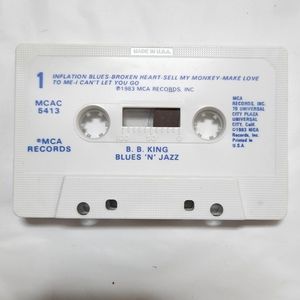 MADE IN U.S.A.
1
INFLATION BLUES-BROKEN HEART-SELL MY MONKEY-MAKE LOVE
TO ME-I CAN'T LET YOU GO
℗1983 MCA RECORDS, INC.
MCAC
5413
*MCA
RECORDS
MCA
RECORDS, INC.
70 UNIVERSAL
CITY PLAZA
UNIVERSAL
CITY, Calif.
©1983 MCA
Records, Inc.
Printed in
U.S.A
B. B. KING
BLUES 'N' JAZZ